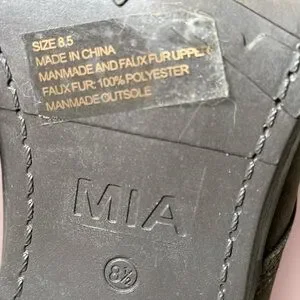 SIZE 8.5
MADE IN CHINA
MANMADE AND FAUX FUR UPPER
FAUX FUR: 100% POLYESTER
MANMADE OUTSOLE
MIA
8½